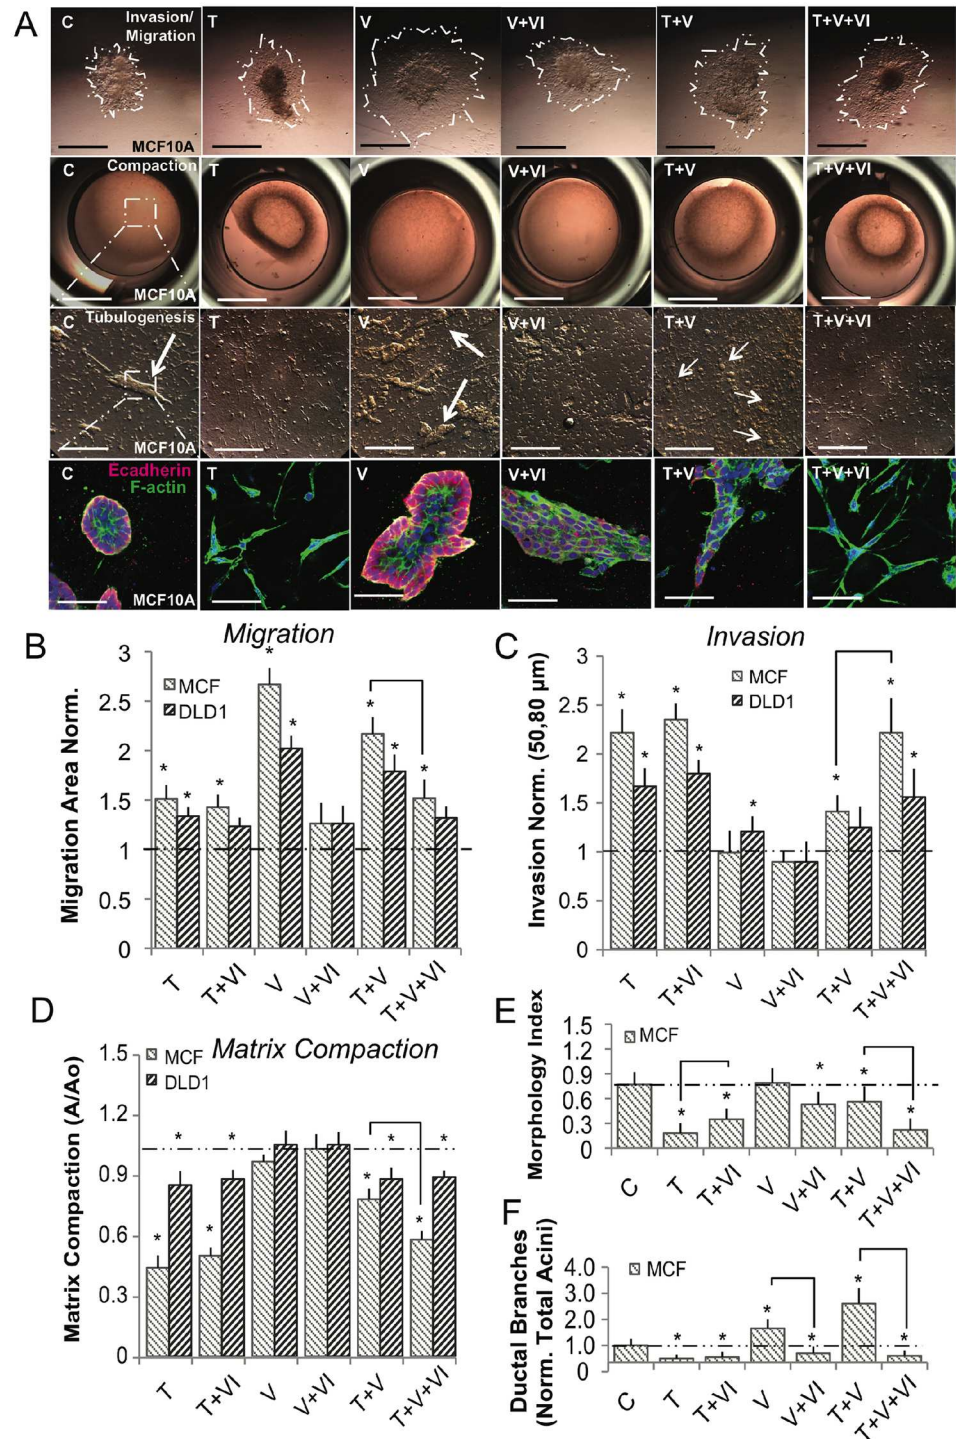 A
C Invasion/ Migration T V V+VI T+V T+V+VI
MCF10A
C Compaction T V V+VI T+V T+V+VI
MCF10A
C Tubulogenesis T V V+VI T+V T+V+VI
MCF10A
C Ecadherin T V V+VI T+V T+V+VI
F-actin
MCF10A
B
Migration
Migration Area Norm.
3
2.5
2
1.5
1
0.5
0
MCF
DLD1
* * * * * * * *
T T+VI V V+VI T+V T+V+VI
C
Invasion
Invasion Norm. (50,80 µm)
3
2.5
2
1.5
1
0.5
0
MCF
DLD1
* * * * * * * *
T T+VI V V+VI T+V T+V+VI
D
Matrix Compaction
Matrix Compaction (A/Ao)
1.5
1.2
0.9
0.6
0.3
0
MCF
DLD1
* * * * * * * *
T T+VI V V+VI T+V T+V+VI
E
Morphology Index
1.5
1.2
0.9
0.6
0.3
0
MCF
* * * * *
C T T+VI V V+VI T+V T+V+VI
F
Ductal Branches
(Norm. Total Acini)
4.0
3.0
2.0
1.0
0
MCF
* * * * * *
C T T+VI V V+VI T+V T+V+VI